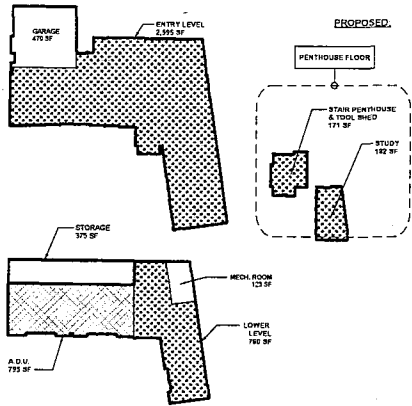 GARAGE
470 SF
ENTRY LEVEL
2,595 SF
PROPOSED:
PENTHOUSE FLOOR
STAIR PENTHOUSE
& TOOL SHED
171 SF
STUDY
192 SF
STORAGE
375 SF
MECH. ROOM
123 SF
LOWER
LEVEL
760 SF
A.D.U.
795 SF